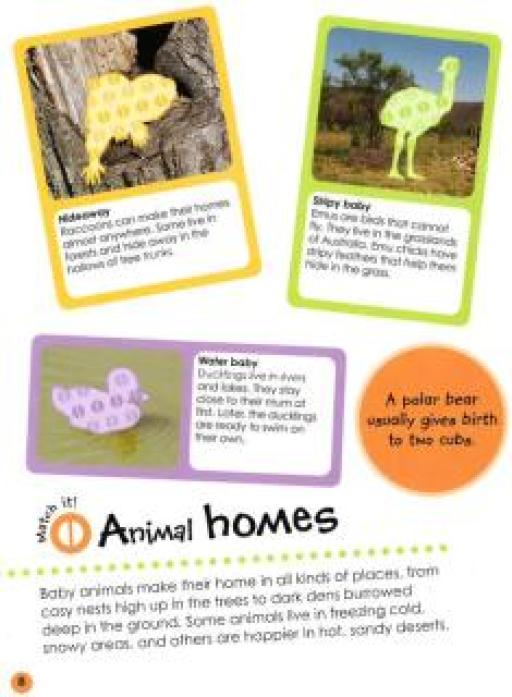 Hideaway
Raccoons can make their homes
almost anywhere. Some live in
forests and hide away in the
hollows of tree trunks.
Stripy baby
Emus are birds that cannot
fly. They live in the grasslands
of Australia. Emu chicks have
stripy feathers that help them
hide in the grass.
Water baby
Ducklings live in rivers
and lakes. They stay
close to their mum at
first. Later, the ducklings
are ready to swim on
their own.
A polar bear
usually gives birth
to two cubs.
Match it!
Animal homes
Baby animals make their home in all kinds of places, from
cosy nests high up in the trees to dark dens burrowed
deep in the ground. Some animals live in freezing cold,
snowy areas, and others are happier in hot, sandy deserts.
8